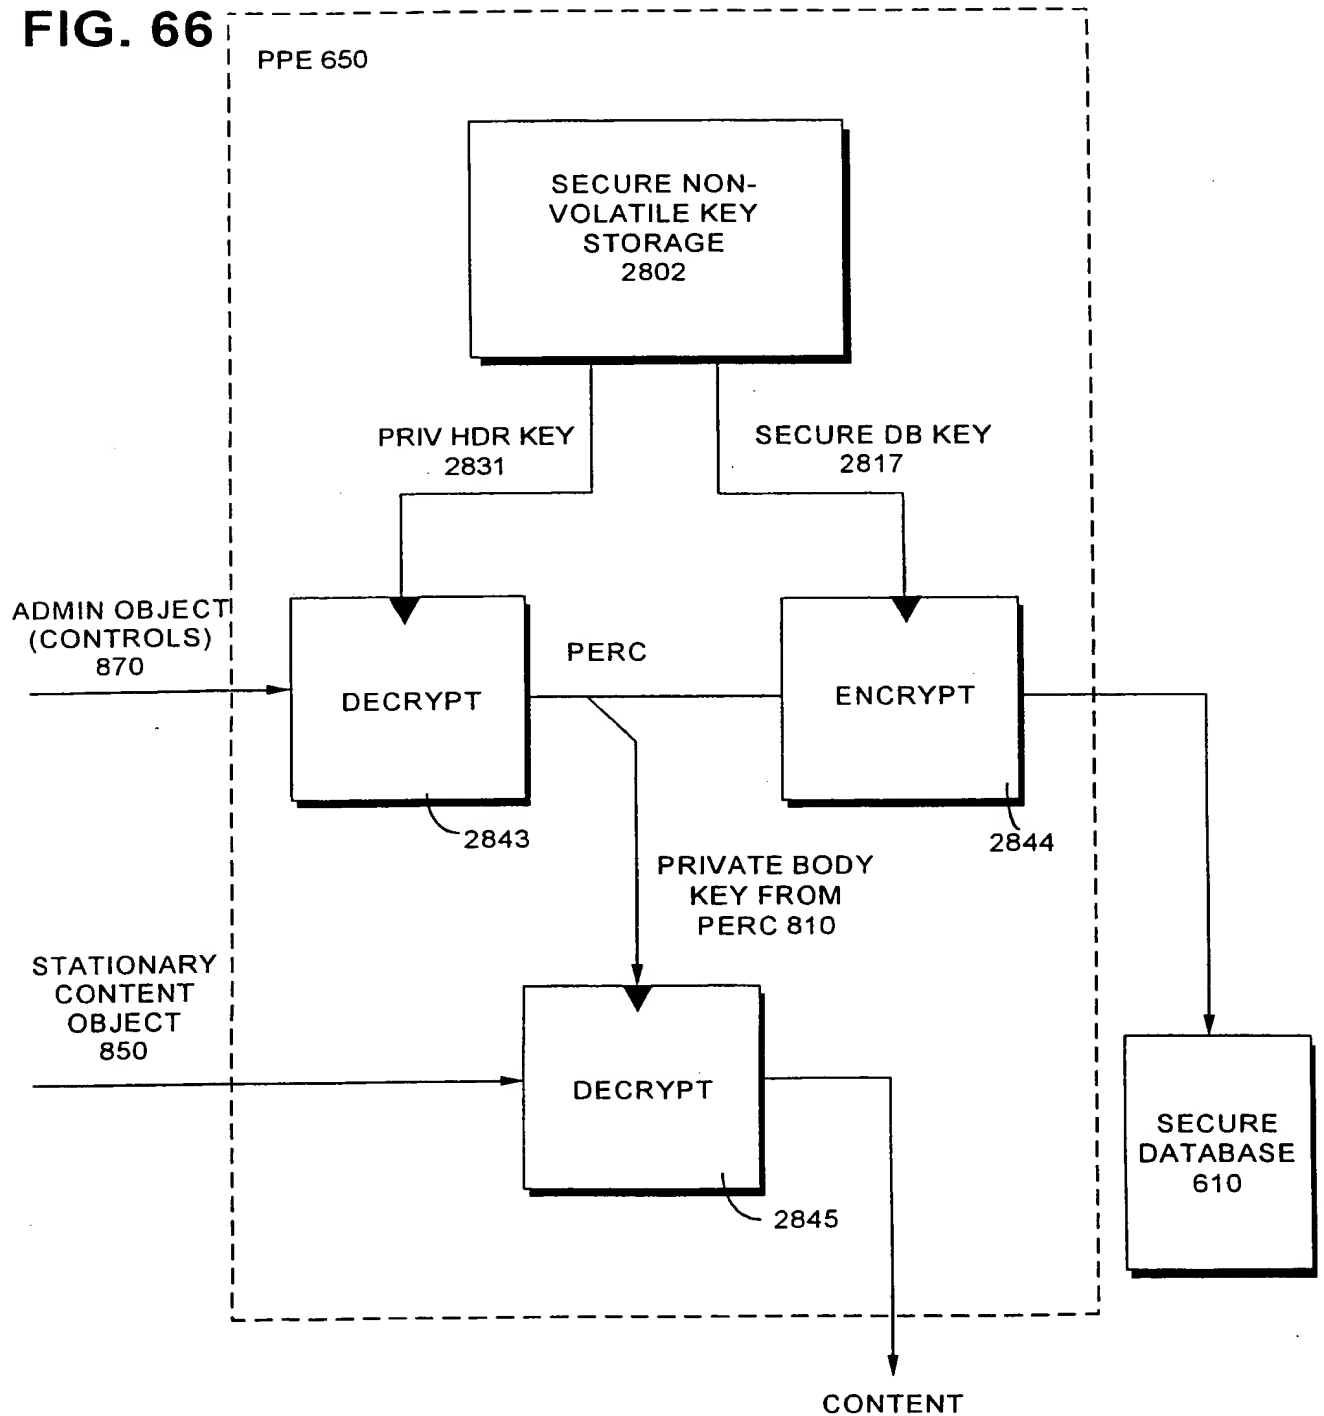 FIG. 66
PPE 650
SECURE NON-
VOLATILE KEY
STORAGE
2802
PRIV HDR KEY
2831
SECURE DB KEY
2817
ADMIN OBJECT
(CONTROLS)
870
DECRYPT
PERC
ENCRYPT
2843
2844
PRIVATE BODY
KEY FROM
PERC 810
STATIONARY
CONTENT
OBJECT
850
DECRYPT
2845
SECURE
DATABASE
610
CONTENT